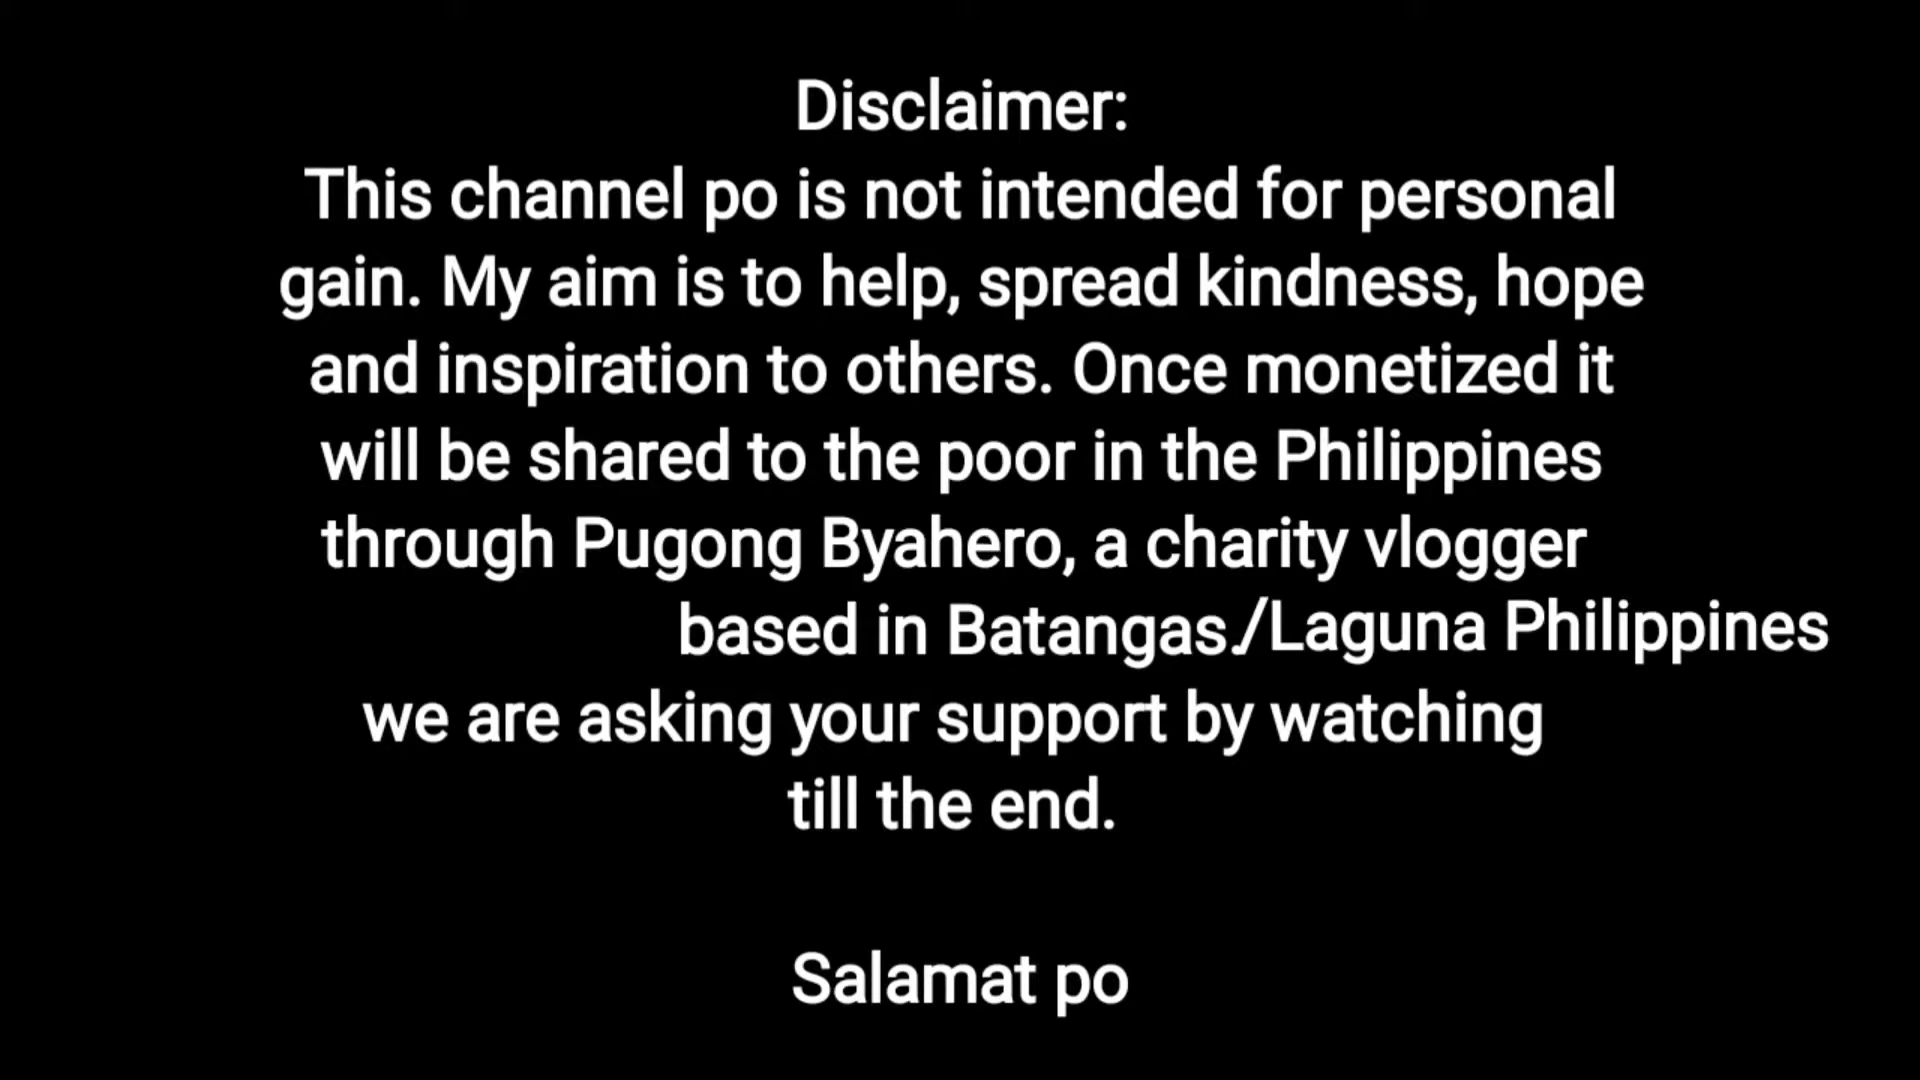 Disclaimer:
This channel po is not intended for personal
gain. My aim is to help, spread kindness, hope
and inspiration to others. Once monetized it
will be shared to the poor in the Philippines
through Pugong Byahero, a charity vlogger
based in Batangas./Laguna Philippines
we are asking your support by watching
till the end.
Salamat po